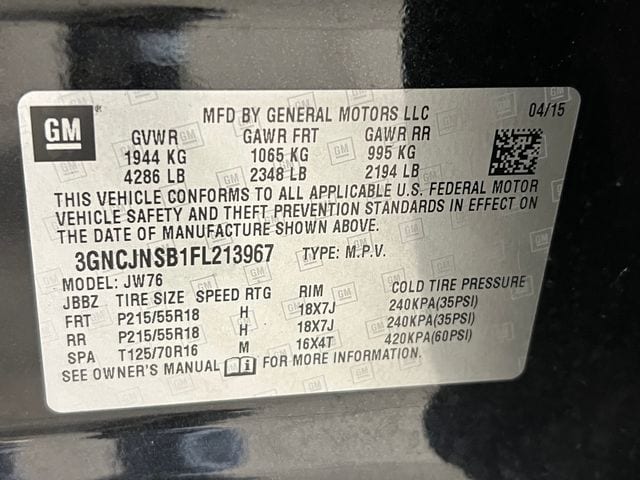 GM
MFD BY GENERAL MOTORS LLC 04/15
GVWR GAWR FRT GAWR RR
1944 KG 1065 KG 995 KG
4286 LB 2348 LB 2194 LB
THIS VEHICLE CONFORMS TO ALL APPLICABLE U.S. FEDERAL MOTOR
VEHICLE SAFETY AND THEFT PREVENTION STANDARDS IN EFFECT ON
THE DATE OF MANUFACTURE SHOWN ABOVE.
3GNCJNSB1FL213967 TYPE: M.P.V.
MODEL: JW76
JBBZ TIRE SIZE SPEED RTG RIM COLD TIRE PRESSURE
FRT P215/55R18 H 18X7J 240KPA(35PSI)
RR P215/55R18 H 18X7J 240KPA(35PSI)
SPA T125/70R16 M 16X4T 420KPA(60PSI)
SEE OWNER'S MANUAL i FOR MORE INFORMATION.